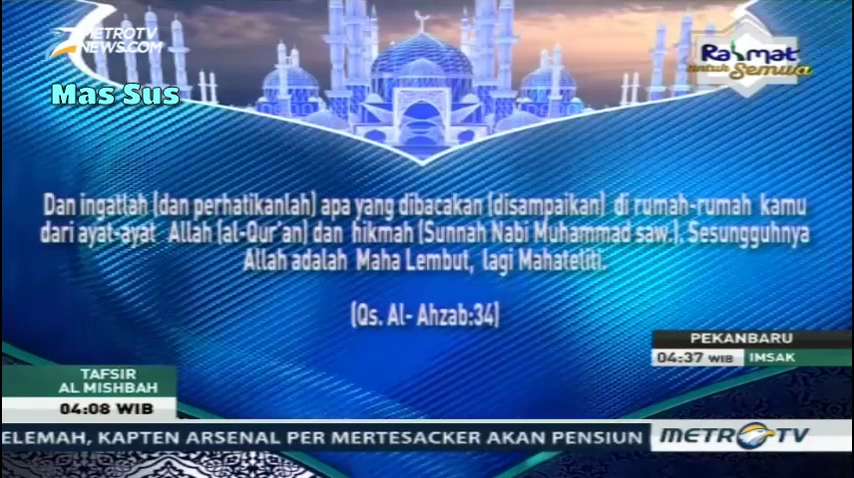 METROTV
NEWS.COM
Mas Sus
Rahmat
untuk Semua
Dan ingatlah (dan perhatikanlah) apa yang dibacakan (disampaikan) di rumah-rumah kamu
dari ayat-ayat Allah (al-Qur'an) dan hikmah (Sunnah Nabi Muhammad saw.). Sesungguhnya
Allah adalah Maha Lembut, lagi Mahateliti.
(Qs. Al- Ahzab:34)
PEKANBARU
04:37 WIB IMSAK
TAFSIR
AL MISHBAH
04:08 WIB
ELEMAH, KAPTEN ARSENAL PER MERTESACKER AKAN PENSIUN
METRO TV